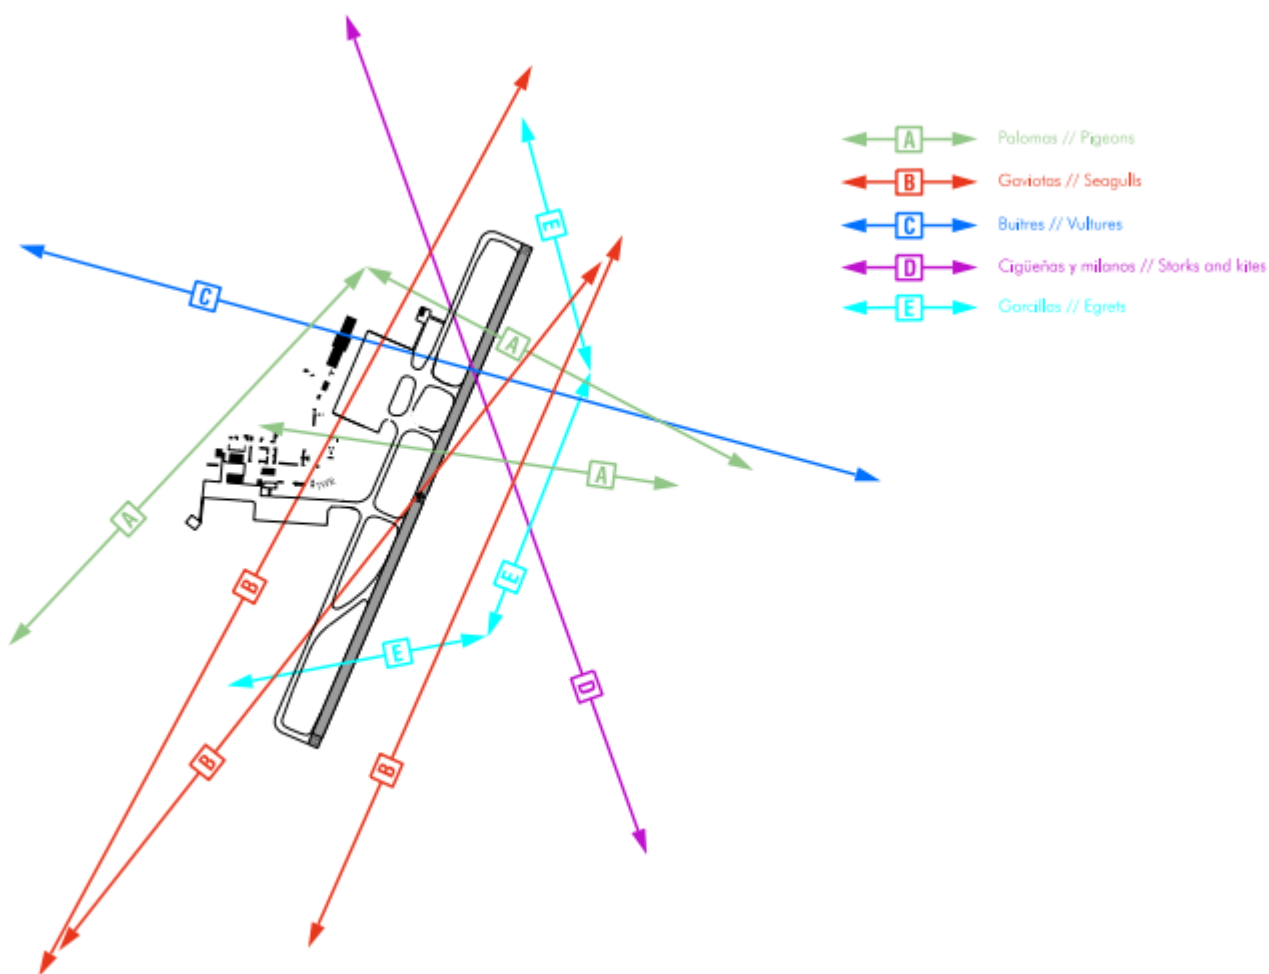 A Palomas // Pigeons
B Gaviotas // Seagulls
C Buitres // Vultures
D Cigüeñas y milanos // Storks and kites
E Garcillas // Egrets
E
C
A
A
A
TWR
A
E
B
E
D
B
B